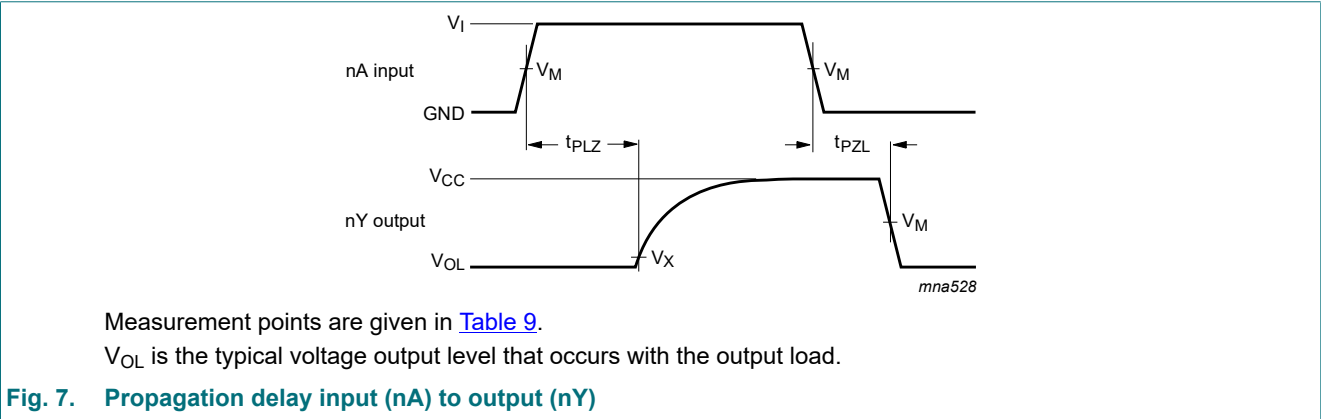 V_I
nA input
V_M
V_M
GND
t_PLZ
t_PZL
V_CC
nY output
V_M
V_OL
V_X
mna528
Measurement points are given in Table 9.
V_OL is the typical voltage output level that occurs with the output load.
Fig. 7. Propagation delay input (nA) to output (nY)